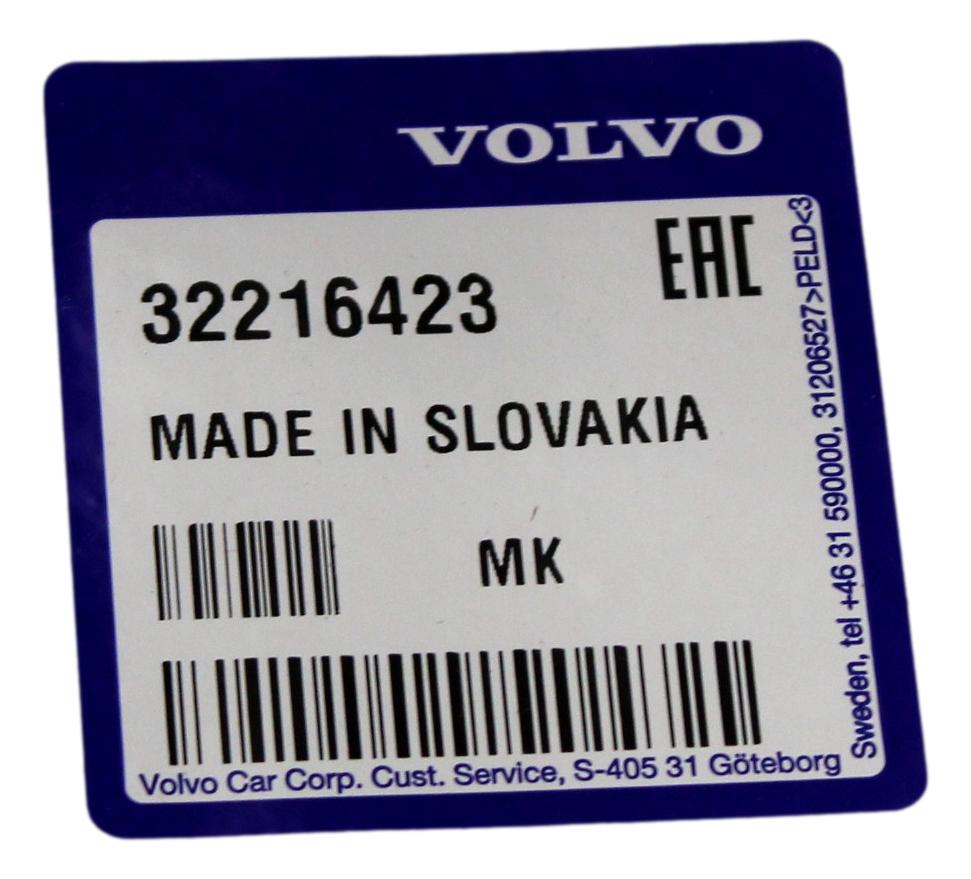 VOLVO
EAC
32216423
MADE IN SLOVAKIA
MK
Volvo Car Corp. Cust. Service, S-405 31 Göteborg
Sweden, tel +46 31 590000, 31206527>PELD<3